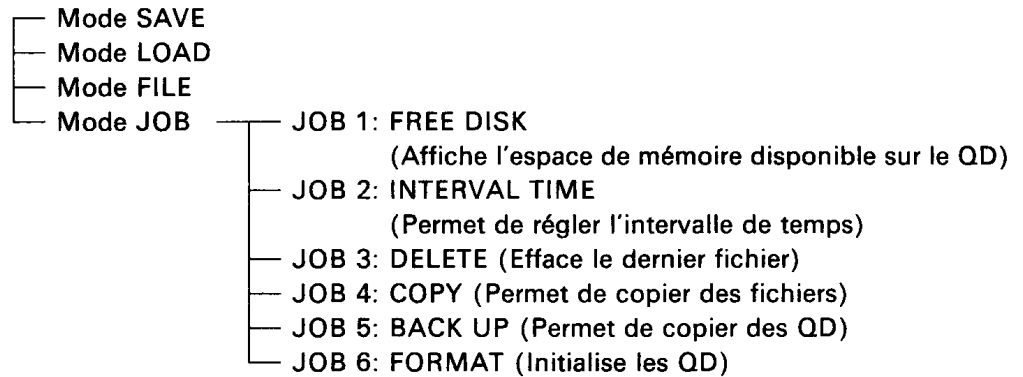 Mode SAVE
Mode LOAD
Mode FILE
Mode JOB
JOB 1: FREE DISK
(Affiche l'espace de mémoire disponible sur le QD)
JOB 2: INTERVAL TIME
(Permet de régler l'intervalle de temps)
JOB 3: DELETE (Efface le dernier fichier)
JOB 4: COPY (Permet de copier des fichiers)
JOB 5: BACK UP (Permet de copier des QD)
JOB 6: FORMAT (Initialise les QD)